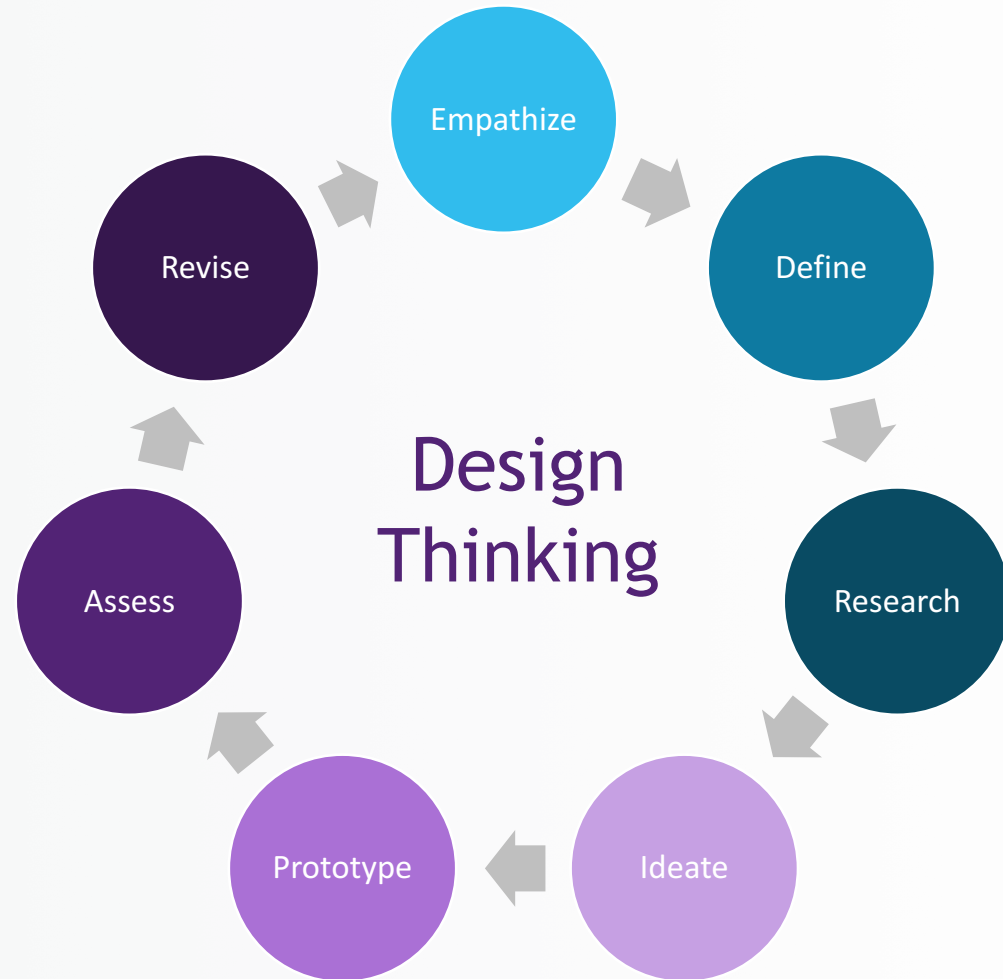 Empathize
Define
Research
Ideate
Prototype
Assess
Revise
Design
Thinking